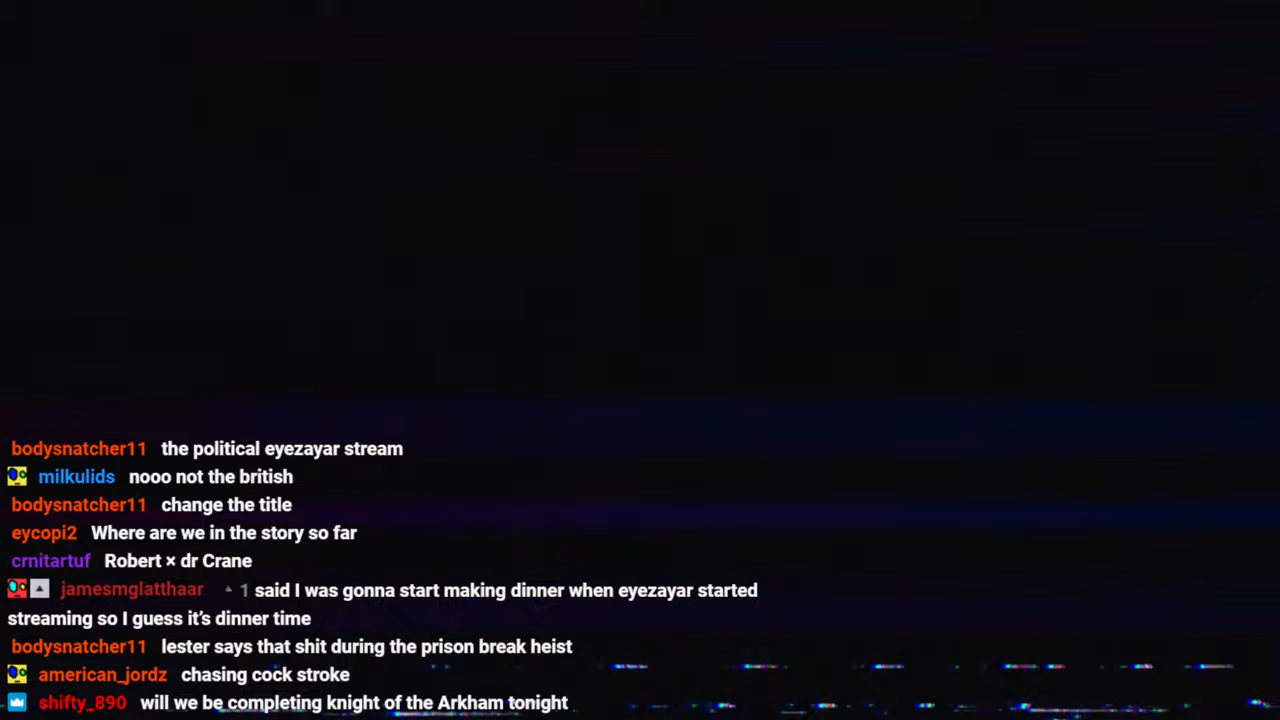 bodysnatcher11 the political eyezayar stream
milkulids nooo not the british
bodysnatcher11 change the title
eycopi2 Where are we in the story so far
crnitartuf Robert × dr Crane
jamesmglatthaar 1 said I was gonna start making dinner when eyezayar started
streaming so I guess it's dinner time
bodysnatcher11 lester says that shit during the prison break heist
american_jordz chasing cock stroke
shifty_890 will we be completing knight of the Arkham tonight